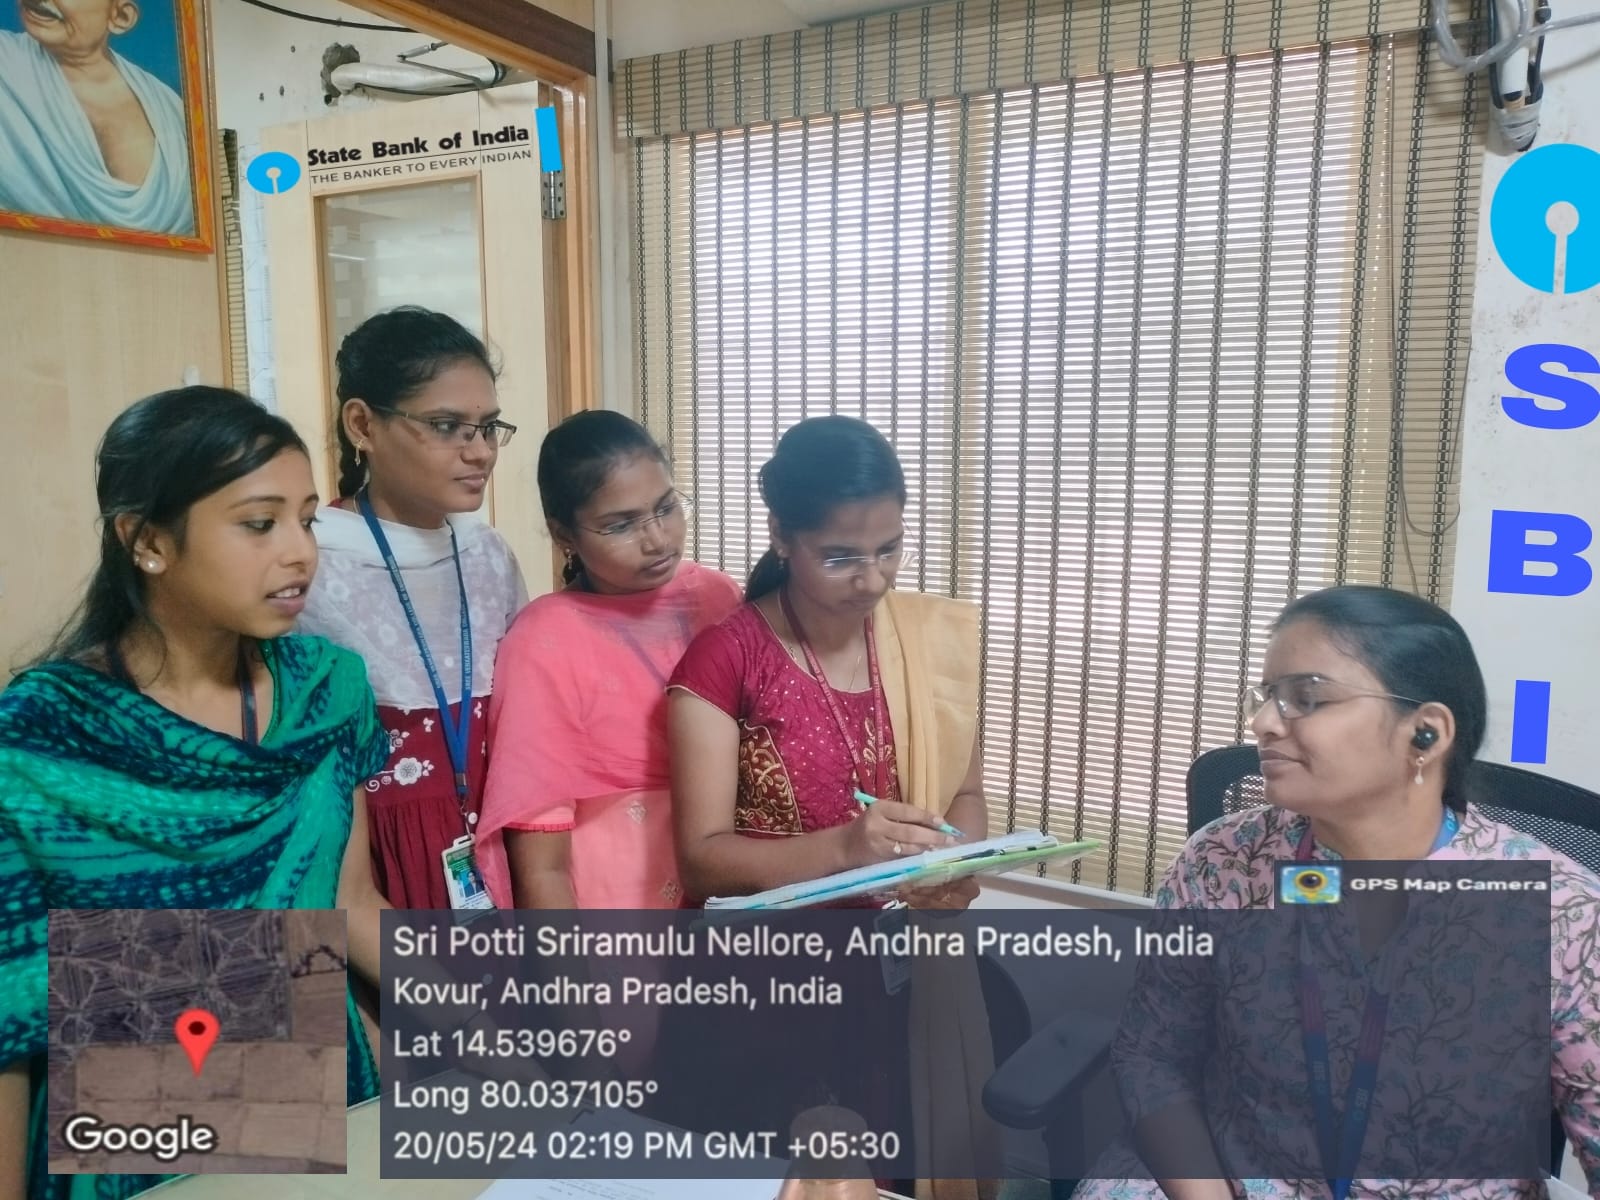 State Bank of India
THE BANKER TO EVERY INDIAN
S
B
I
GPS Map Camera
Sri Potti Sriramulu Nellore, Andhra Pradesh, India
Kovur, Andhra Pradesh, India
Lat 14.539676°
Long 80.037105°
20/05/24 02:19 PM GMT +05:30
Google